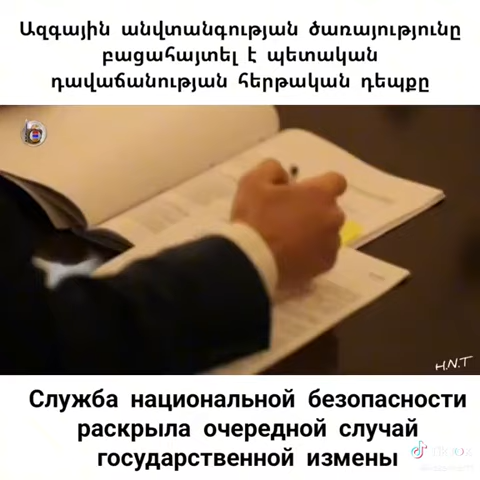 Ազգային անվտանգության ծառայությունը
բացահայտել է պետական
դավաճանության հերթական դեպքը
H.N.T
Служба национальной безопасности
раскрыла очередной случай
государственной измены